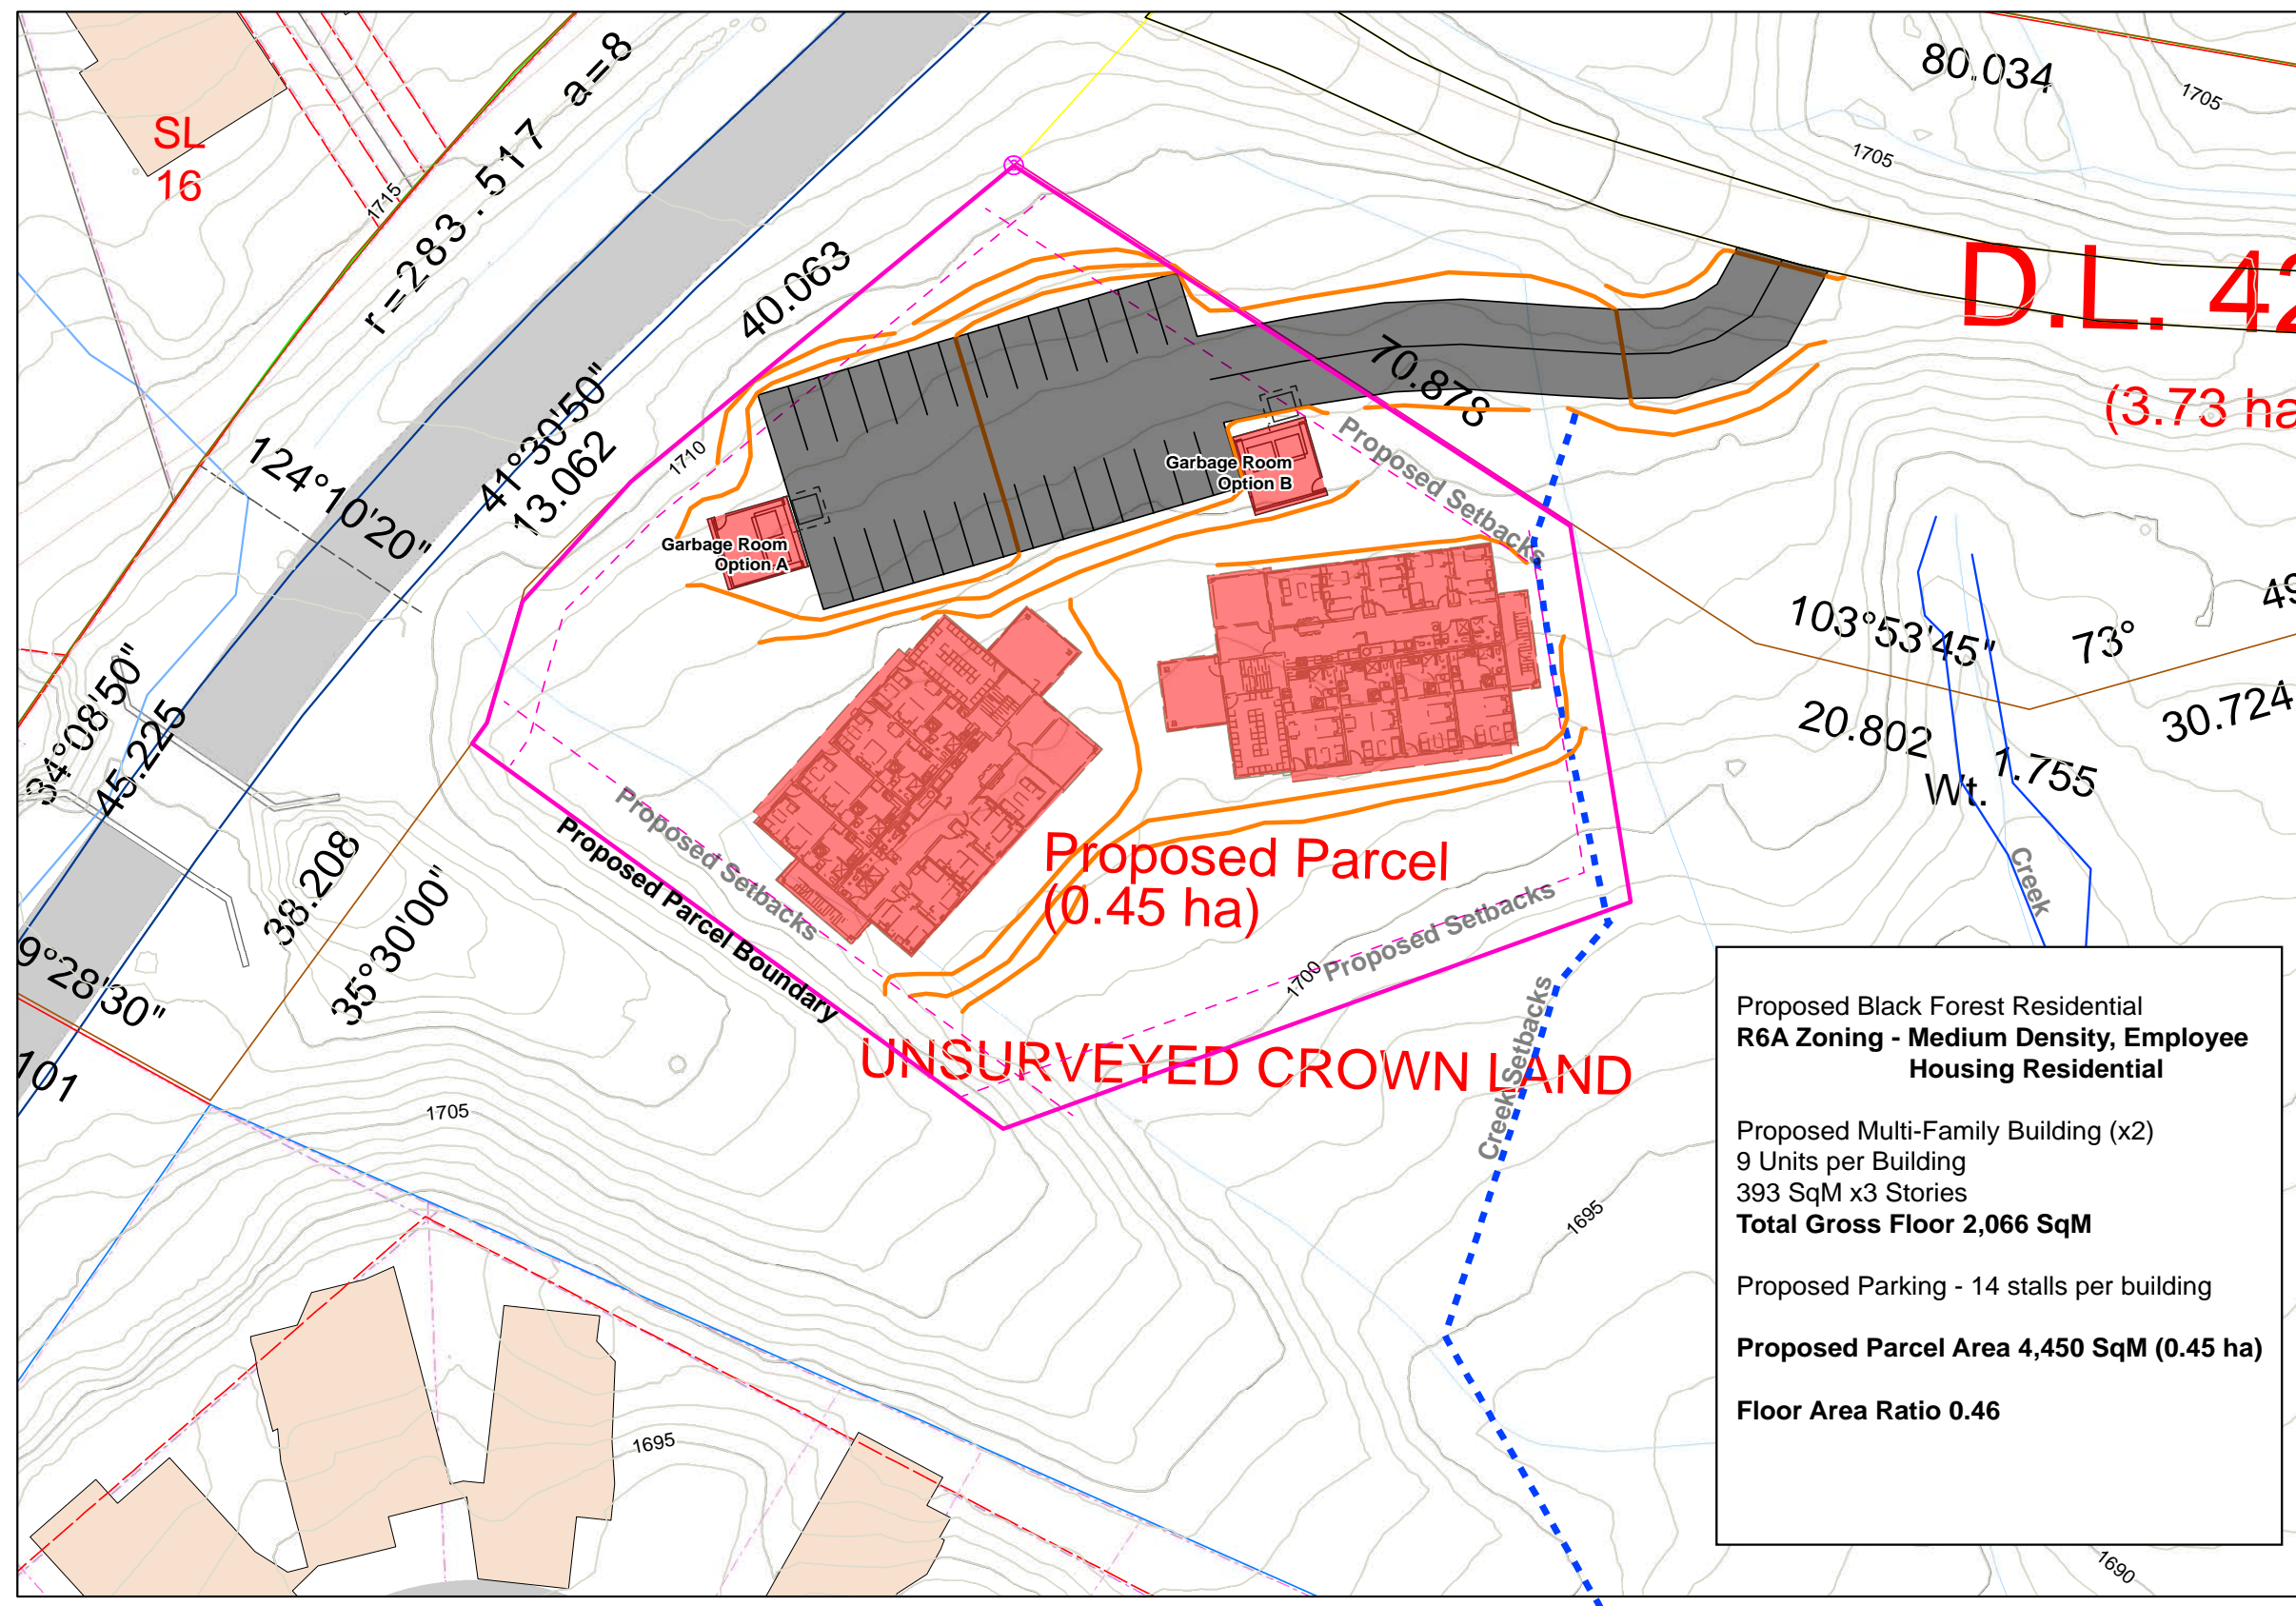 80.034
1705
1705
SL
16
1715
r=283.517 a=8
D.L. 42
(3.73 ha
40.063
70.878
41°30'50"
13.062
1710
124°10'20"
Garbage Room
Option B
Garbage Room
Option A
Proposed Setbacks
103°53'45"
73°
49
20.802
30.724
Wt.
1.755
Creek
34°08'50"
45.225
38.208
35°30'00"
9°28'30"
101
Proposed Setbacks
Proposed Parcel Boundary
Proposed Parcel
(0.45 ha)
Proposed Setbacks
1700
UNSURVEYED CROWN LAND
Creek Setbacks
1705
1695
1695
1690
Proposed Black Forest Residential
R6A Zoning - Medium Density, Employee
Housing Residential
Proposed Multi-Family Building (x2)
9 Units per Building
393 SqM x3 Stories
Total Gross Floor 2,066 SqM
Proposed Parking - 14 stalls per building
Proposed Parcel Area 4,450 SqM (0.45 ha)
Floor Area Ratio 0.46